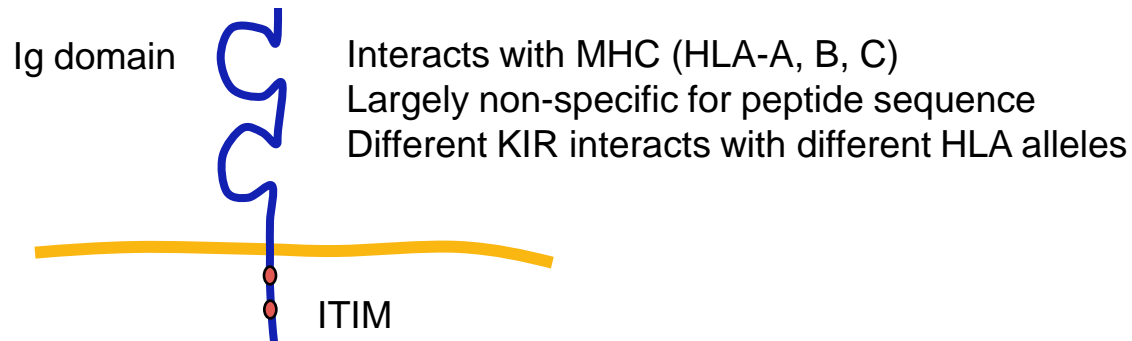 Ig domain
Interacts with MHC (HLA-A, B, C)
Largely non-specific for peptide sequence
Different KIR interacts with different HLA alleles
ITIM